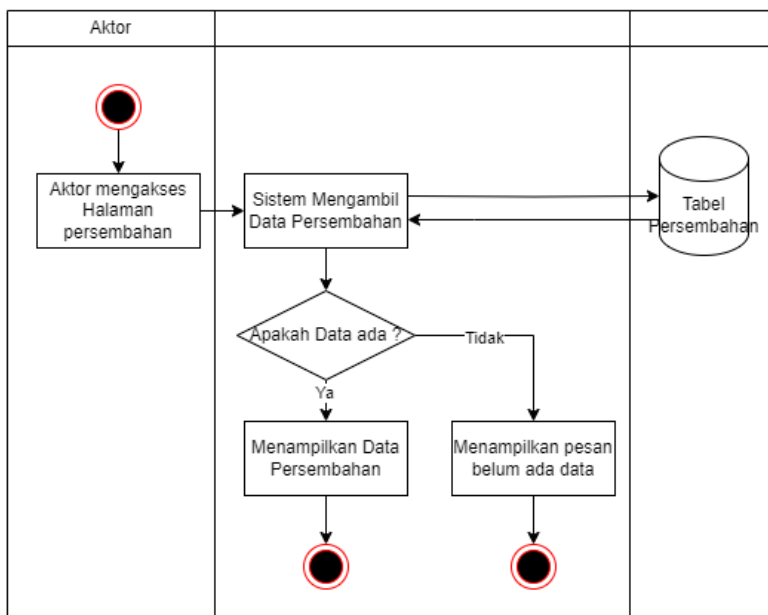 Aktor
Aktor mengakses
Halaman
persembahan
Sistem Mengambil
Data Persembahan
Tabel
Persembahan
Apakah Data ada ?
Tidak
Ya
Menampilkan Data
Persembahan
Menampilkan pesan
belum ada data